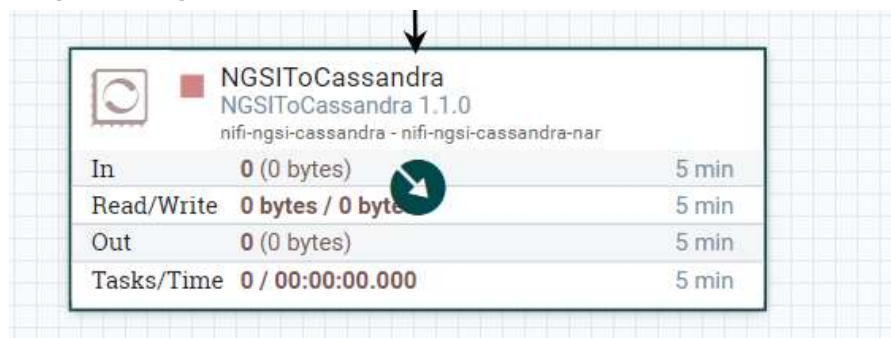 NGSIToCassandra
NGSIToCassandra 1.1.0
nifi-ngsi-cassandra - nifi-ngsi-cassandra-nar
In 0 (0 bytes) 5 min
Read/Write 0 bytes / 0 byte 5 min
Out 0 (0 bytes) 5 min
Tasks/Time 0 / 00:00:00.000 5 min